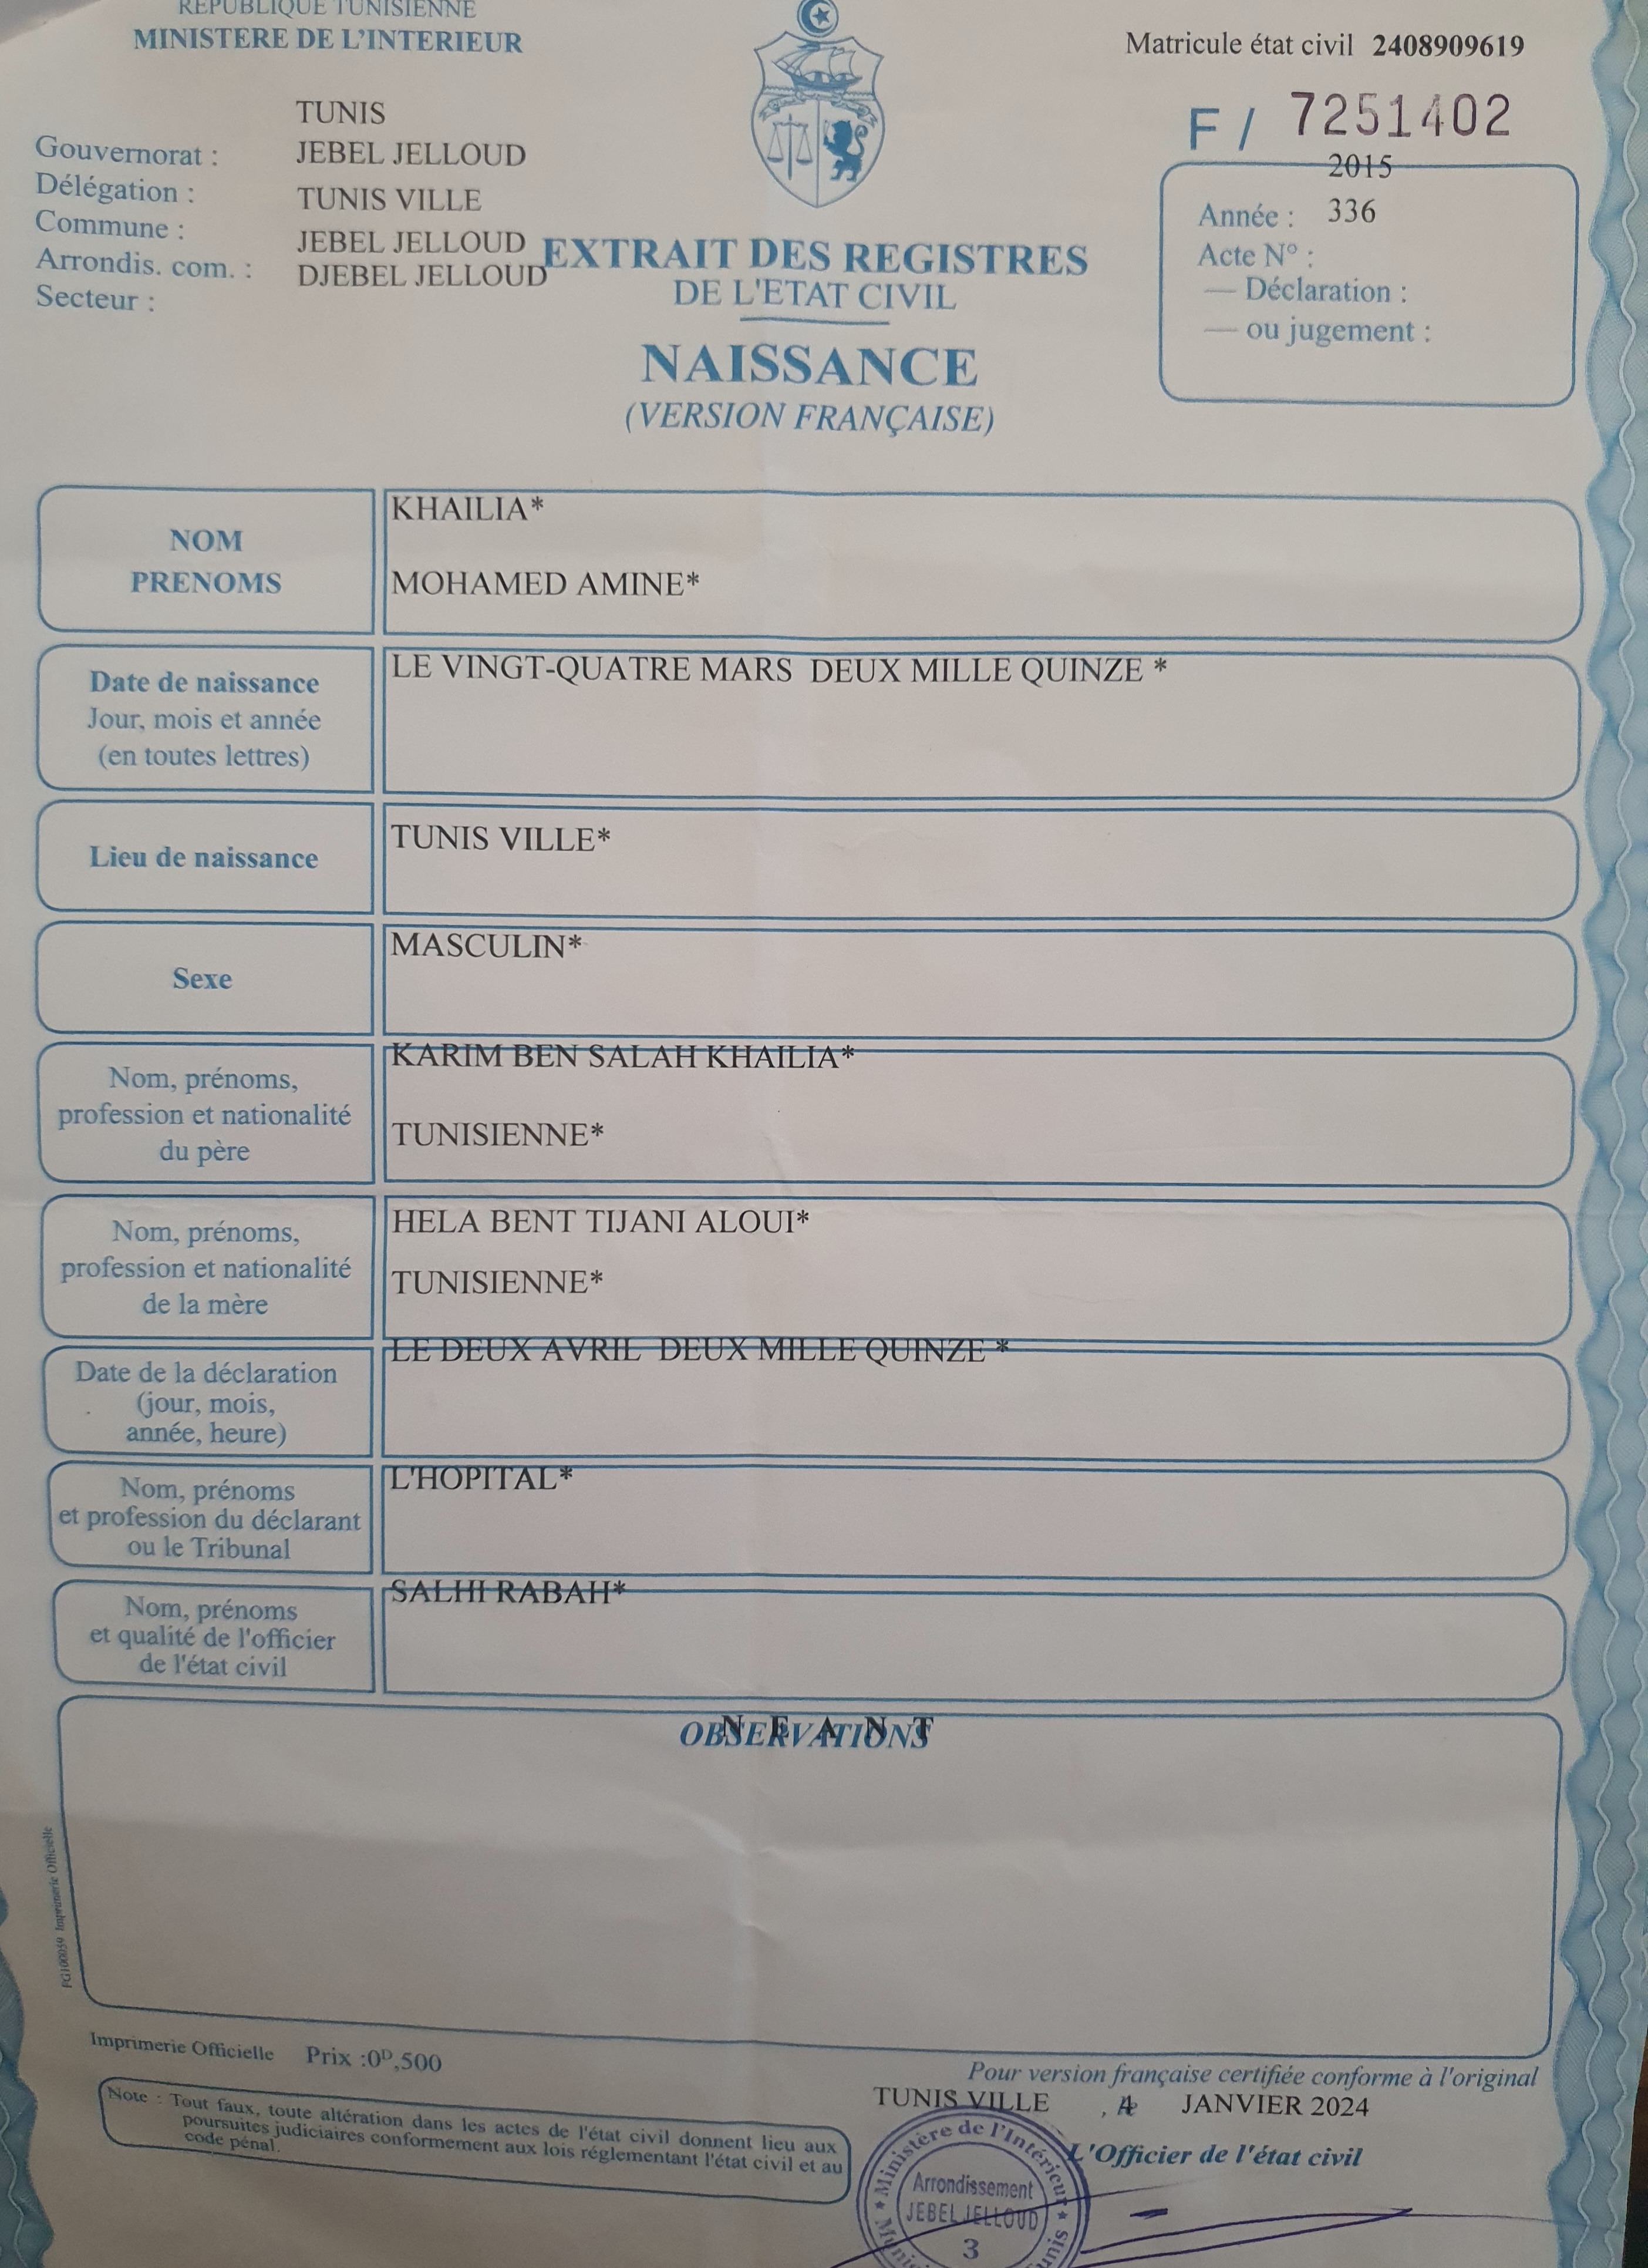 REPUBLIQUE TUNISIENNE
MINISTERE DE L'INTERIEUR
Matricule état civil 2408909619
F / 7251402
TUNIS
Gouvernorat : JEBEL JELLOUD
Délégation : TUNIS VILLE
Commune : JEBEL JELLOUD
Arrondis. com. : DJEBEL JELLOUD
Secteur :
2015
Année : 336
Acte N° :
— Déclaration :
— ou jugement :
EXTRAIT DES REGISTRES
DE L'ETAT CIVIL
NAISSANCE
(VERSION FRANÇAISE)
NOM
PRENOMS
KHAILIA*
MOHAMED AMINE*
Date de naissance
Jour, mois et année
(en toutes lettres)
LE VINGT-QUATRE MARS DEUX MILLE QUINZE *
Lieu de naissance
TUNIS VILLE*
Sexe
MASCULIN*
Nom, prénoms,
profession et nationalité
du père
KARIM BEN SALAH KHAILIA*
TUNISIENNE*
Nom, prénoms,
profession et nationalité
de la mère
HELA BENT TIJANI ALOUI*
TUNISIENNE*
Date de la déclaration
(jour, mois,
année, heure)
LE DEUX AVRIL DEUX MILLE QUINZE *
Nom, prénoms
et profession du déclarant
ou le Tribunal
L'HOPITAL*
Nom, prénoms
et qualité de l'officier
de l'état civil
SALHI RABAH*
OBSERVATIONS
N E A N T
FG100059 Imprimerie Officielle
Imprimerie Officielle Prix :0ᴰ,500
Note : Tout faux, toute altération dans les actes de l'état civil donnent lieu aux
poursuites judiciaires conformement aux lois réglementant l'état civil et au
code pénal.
Pour version française certifiée conforme à l'original
TUNIS VILLE , 4 JANVIER 2024
L'Officier de l'état civil
Ministère de l'Intérieur
Arrondissement
JEBEL JELLOUD
3